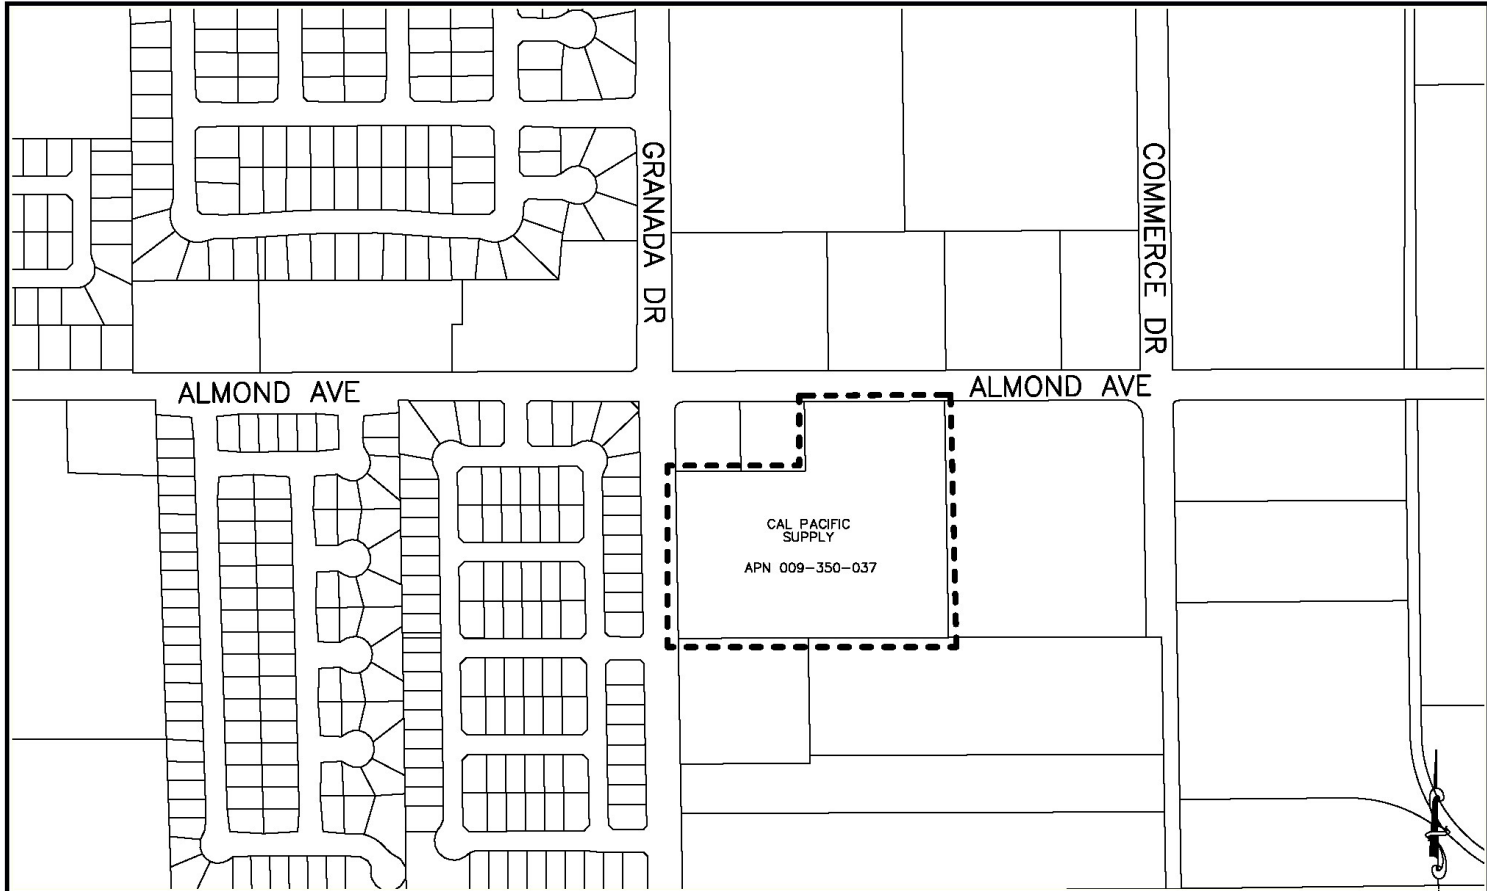 GRANADA DR
COMMERCE DR
ALMOND AVE
ALMOND AVE
CAL PACIFIC
SUPPLY
APN 009-350-037